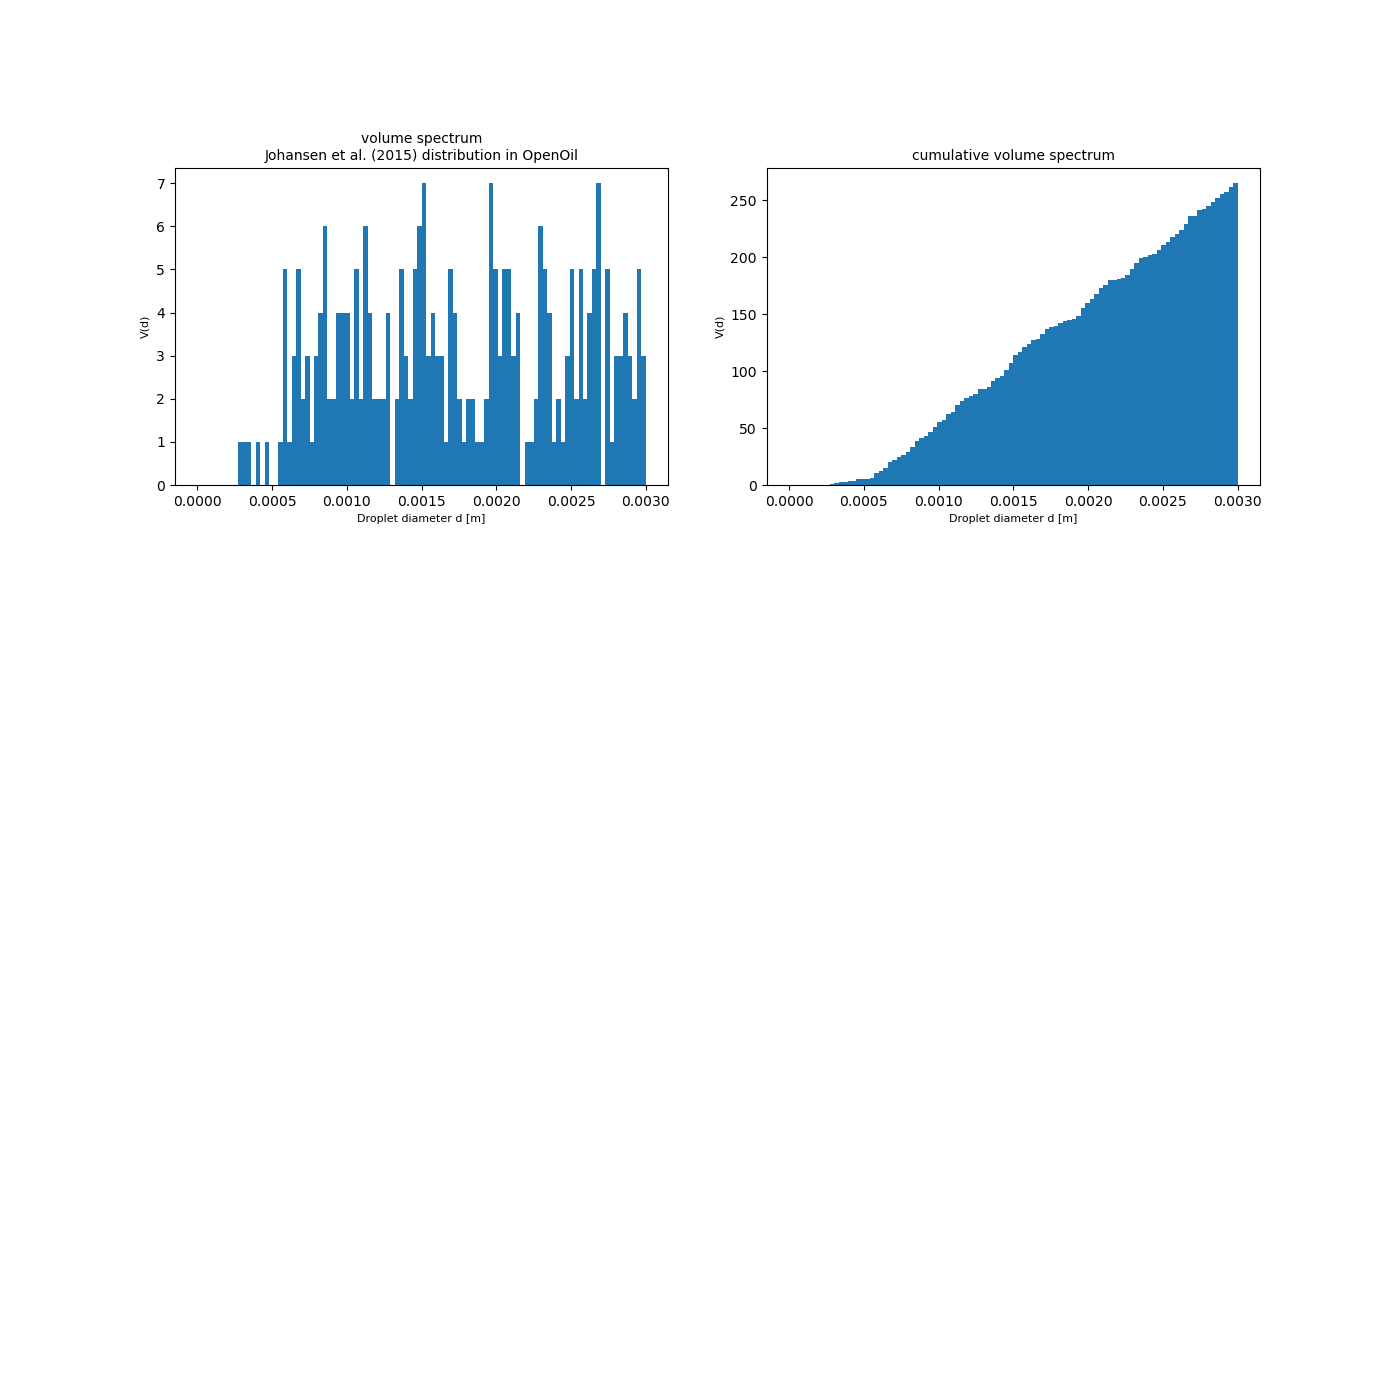 volume spectrum
Johansen et al. (2015) distribution in OpenOil
7
6
5
4
3
2
1
0
V(d)
0.0000 0.0005 0.0010 0.0015 0.0020 0.0025 0.0030
Droplet diameter d [m]
cumulative volume spectrum
250
200
150
100
50
0
V(d)
0.0000 0.0005 0.0010 0.0015 0.0020 0.0025 0.0030
Droplet diameter d [m]